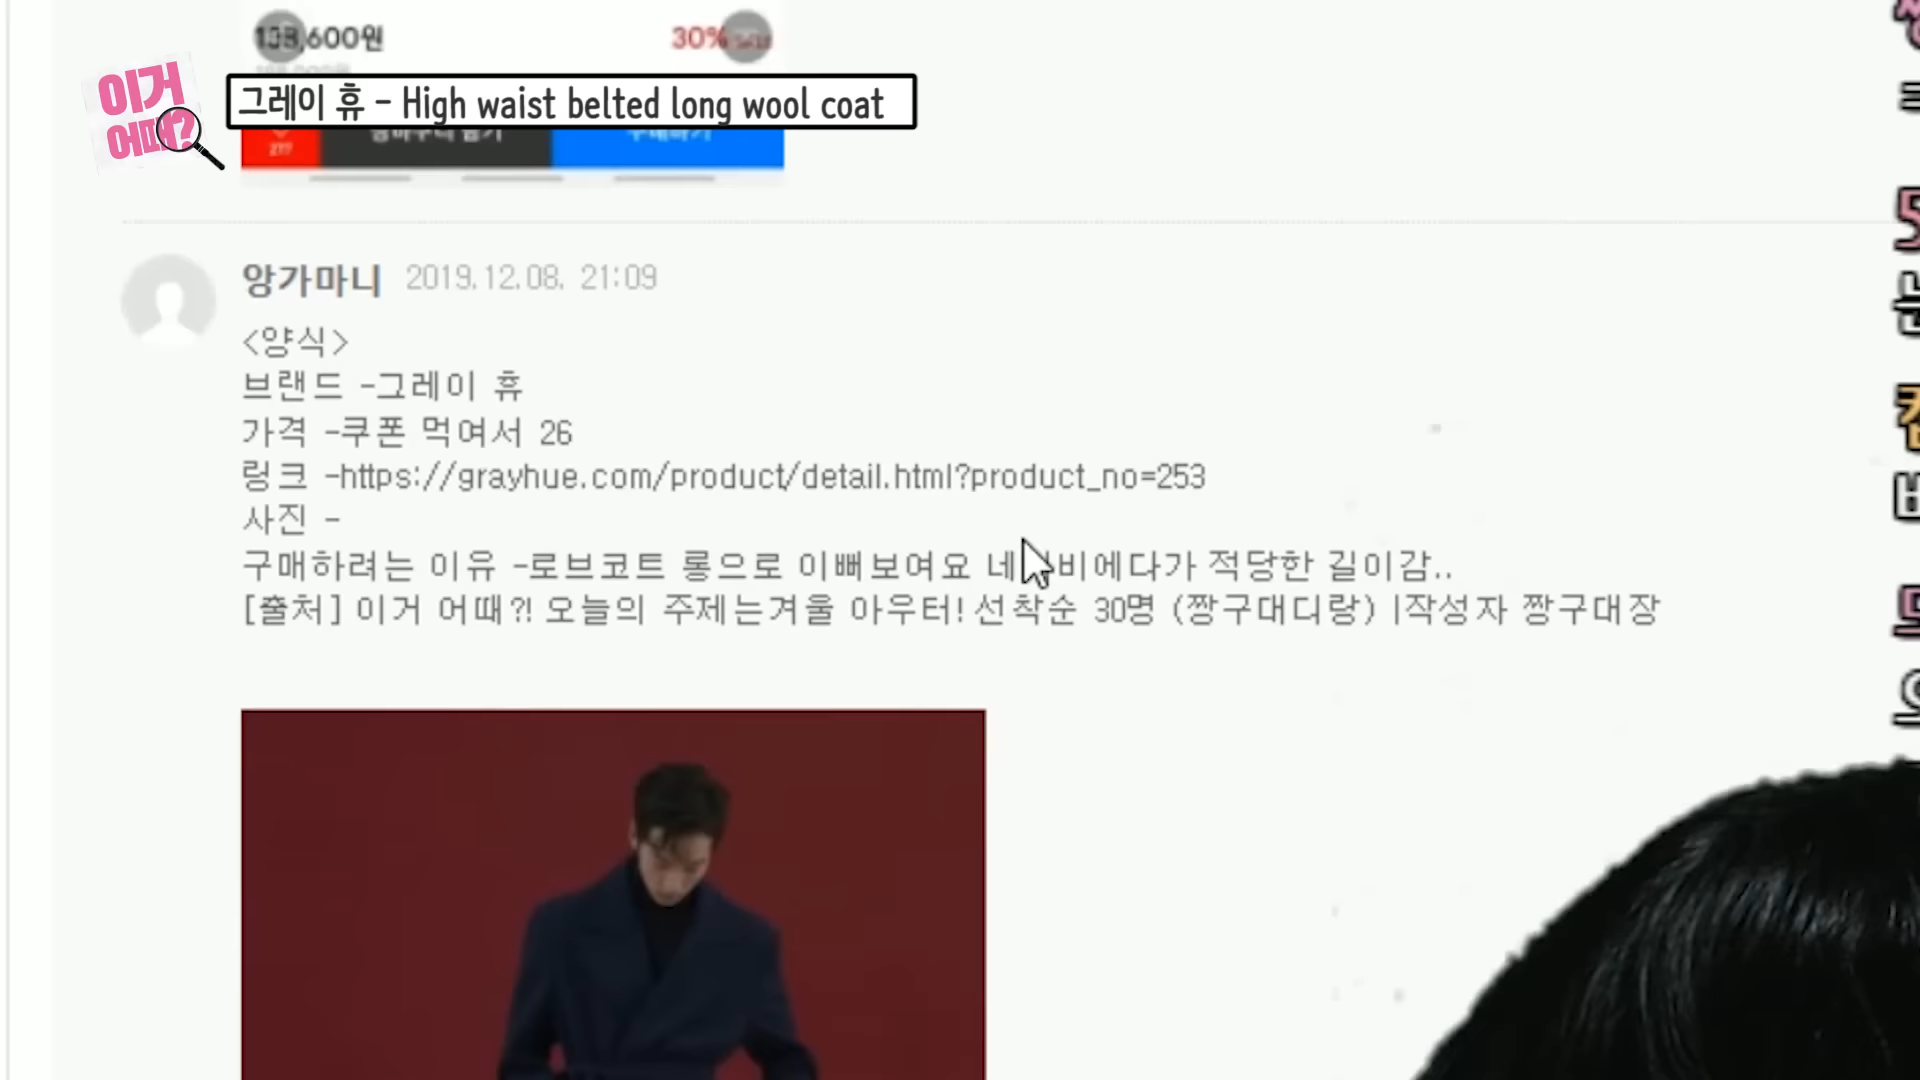 30%
이거
어때?
그레이 휴 - High waist belted long wool coat
277
구매하기
앙가마니 2019.12.08. 21:09
<양식>
브랜드 -그레이 휴
가격 -쿠폰 먹여서 26
링크 -https://grayhue.com/product/detail.html?product_no=253
사진 -
구매하려는 이유 -로브코트 롱으로 이뻐보여요 비에다가 적당한 길이감..
[출처] 이거 어때?! 오늘의 주제는겨울 아우터! 선착순 30명 (짱구대디랑) |작성자 짱구대장